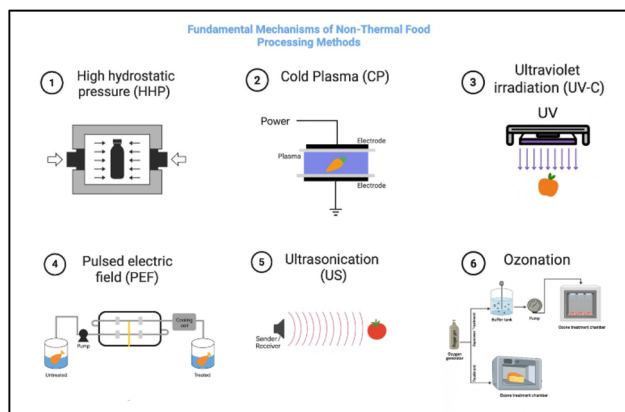 Fundamental Mechanisms of Non-Thermal Food
Processing Methods
1
High hydrostatic
pressure (HHP)
2
Cold Plasma (CP)
Power
Electrode
Plasma
Electrode
3
Ultraviolet
irradiation (UV-C)
UV
4
Pulsed electric
field (PEF)
Pump
Cooling
Untreated
Treated
5
Ultrasonication
(US)
Sender/
Receiver
6
Ozonation
Buffer tank
Pump
Ozone treatment chamber
Oxygen
generator
Treatment
Ozone treatment chamber